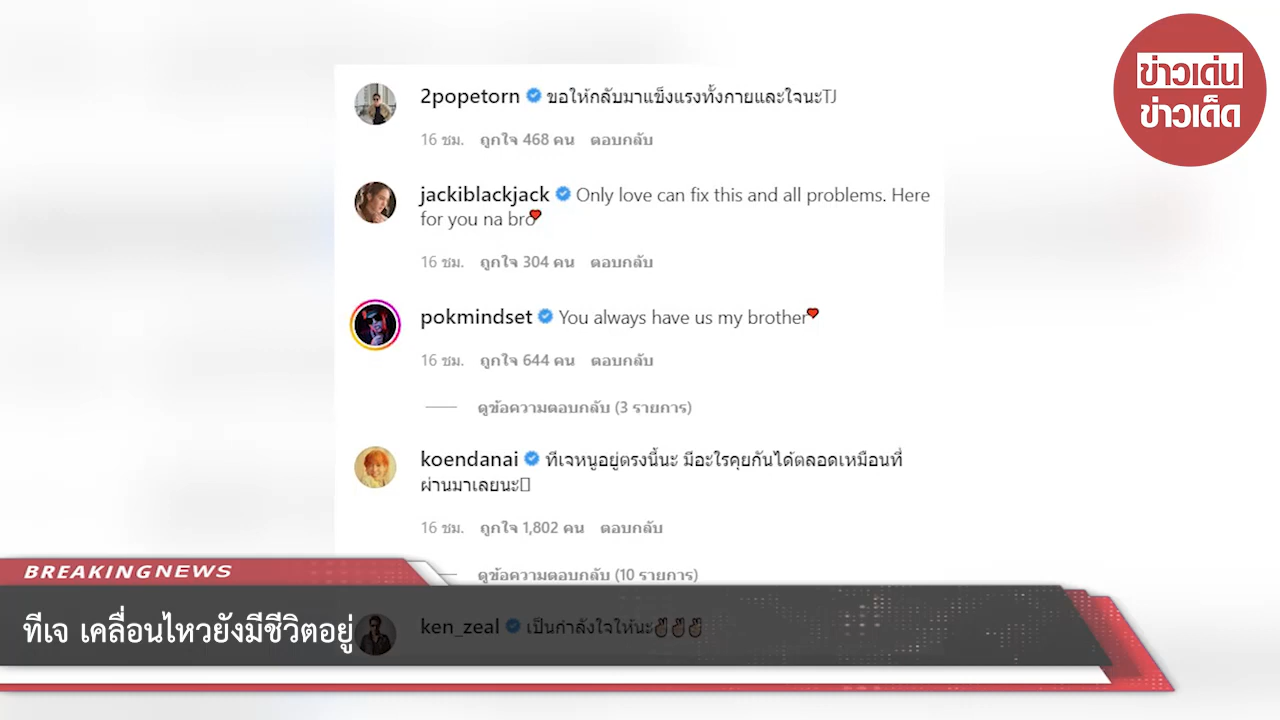 ข่าวเด่น
ข่าวเด็ด
2popetorn ขอให้กลับมาแข็งแรงทั้งกายและใจนะTJ
16 ชม. ถูกใจ 468 คน ตอบกลับ
jackiblackjack Only love can fix this and all problems. Here
for you na bro❤
16 ชม. ถูกใจ 304 คน ตอบกลับ
pokmindset You always have us my brother❤
16 ชม. ถูกใจ 644 คน ตอบกลับ
ดูข้อความตอบกลับ (3 รายการ)
koendanai ทีเจหนูอยู่ตรงนี้นะ มีอะไรคุยกันได้ตลอดเหมือนที่
ผ่านมาเลยนะ
16 ชม. ถูกใจ 1,802 คน ตอบกลับ
ดูข้อความตอบกลับ (10 รายการ)
BREAKINGNEWS
ken_zeal เป็นกำลังใจให้นะ✌🏿✌🏿✌🏿
ทีเจ เคลื่อนไหวยังมีชีวิตอยู่